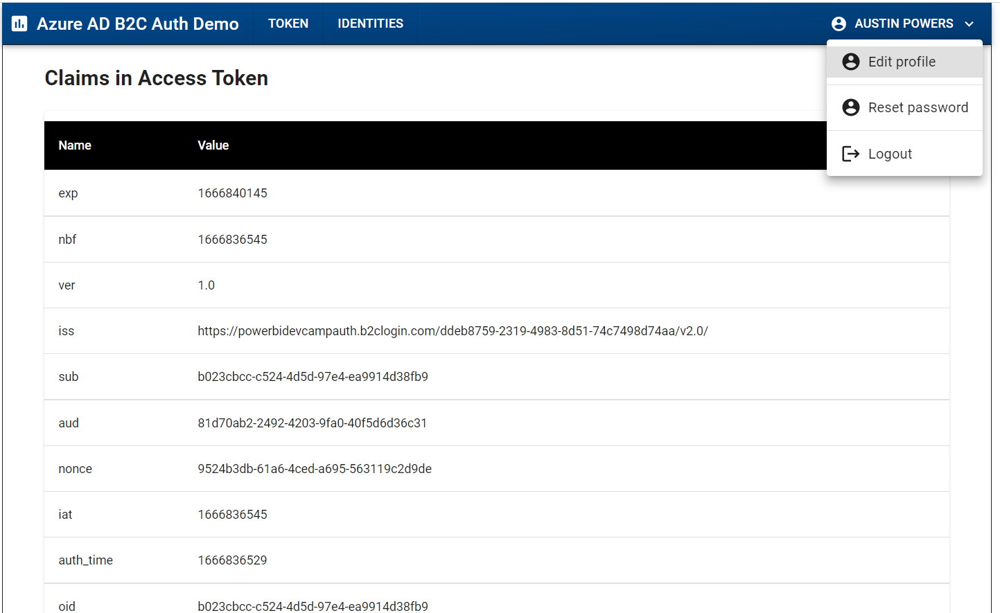 Azure AD B2C Auth Demo TOKEN IDENTITIES AUSTIN POWERS
Edit profile
Reset password
Logout
Claims in Access Token
Name Value
exp 1666840145
nbf 1666836545
ver 1.0
iss https://powerbidevcampauth.b2clogin.com/ddeb8759-2319-4983-8d51-74c7498d74aa/v2.0/
sub b023cbcc-c524-4d5d-97e4-ea9914d38fb9
aud 81d70ab2-2492-4203-9fa0-40f5d6d36c31
nonce 9524b3db-61a6-4ced-a695-563119c2d9de
iat 1666836545
auth_time 1666836529
oid b023cbcc-c524-4d5d-97e4-ea9914d38fb9